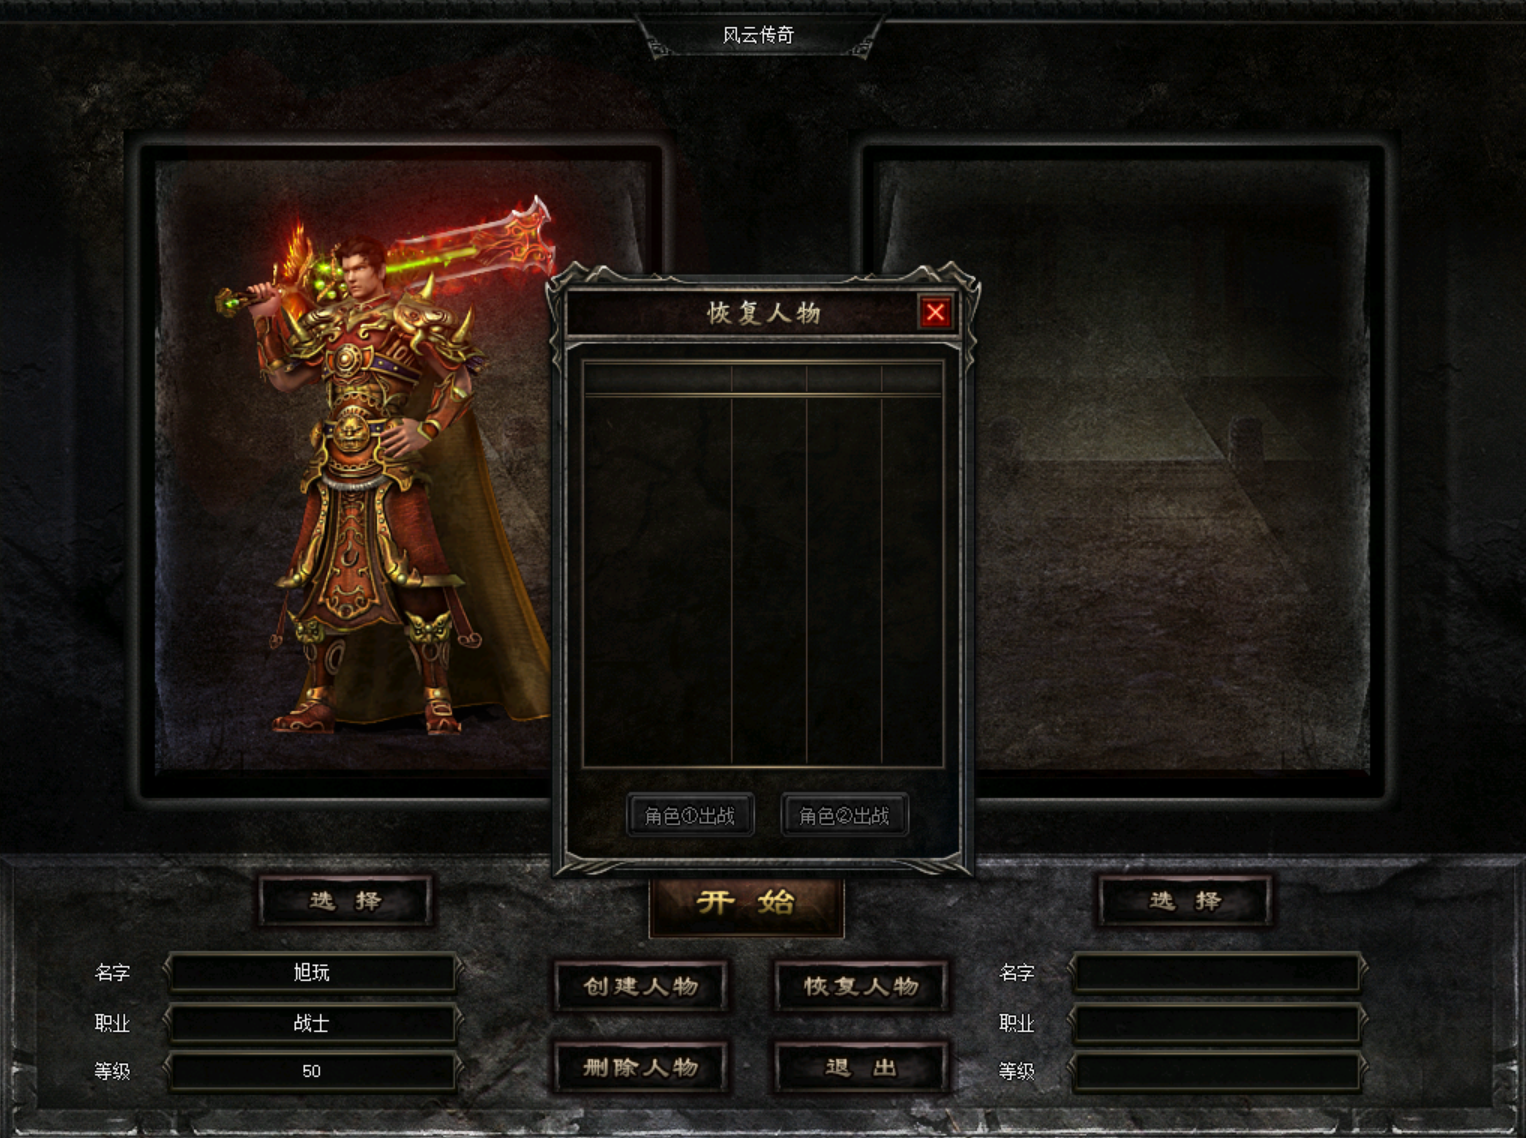 风云传奇
恢复人物
角色①出战 角色②出战
选择 开始 选择
名字 旭玩 名字
创建人物 恢复人物
职业 战士 职业
等级 50 等级
删除人物 退出